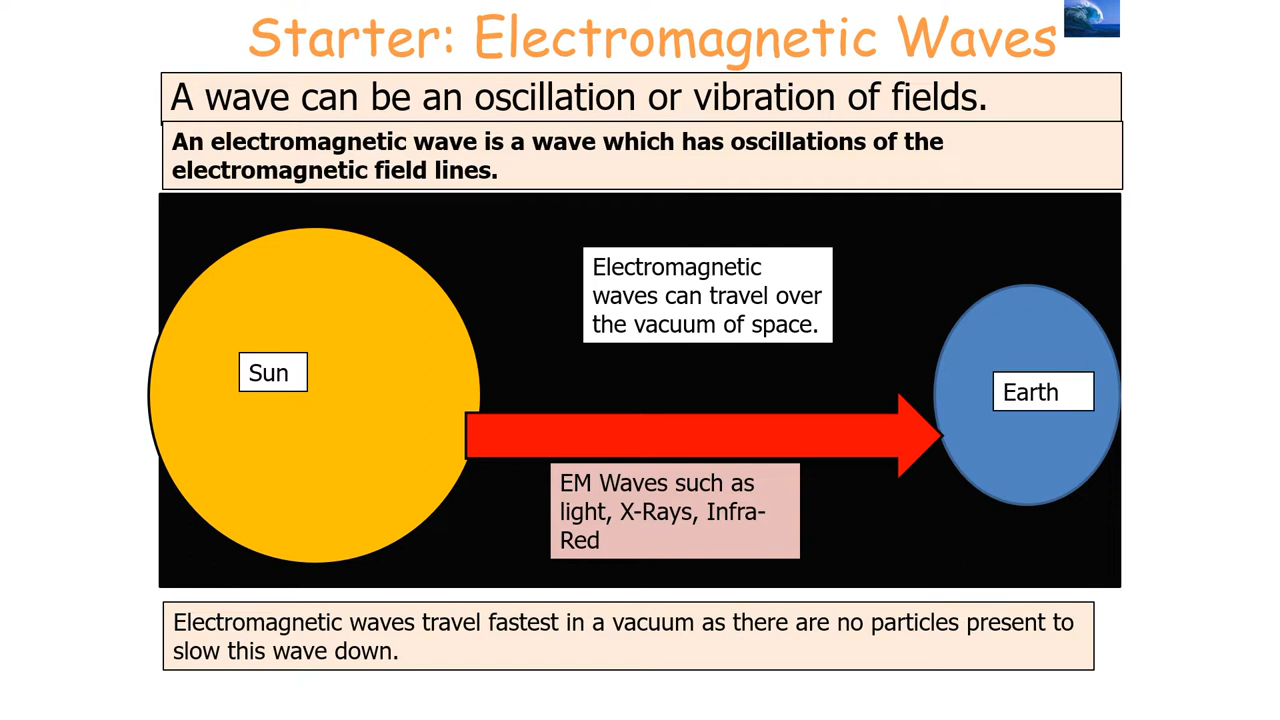 Starter: Electromagnetic Waves
A wave can be an oscillation or vibration of fields.
An electromagnetic wave is a wave which has oscillations of the
electromagnetic field lines.
Electromagnetic
waves can travel over
the vacuum of space.
Sun
Earth
EM Waves such as
light, X-Rays, Infra-
Red
Electromagnetic waves travel fastest in a vacuum as there are no particles present to
slow this wave down.